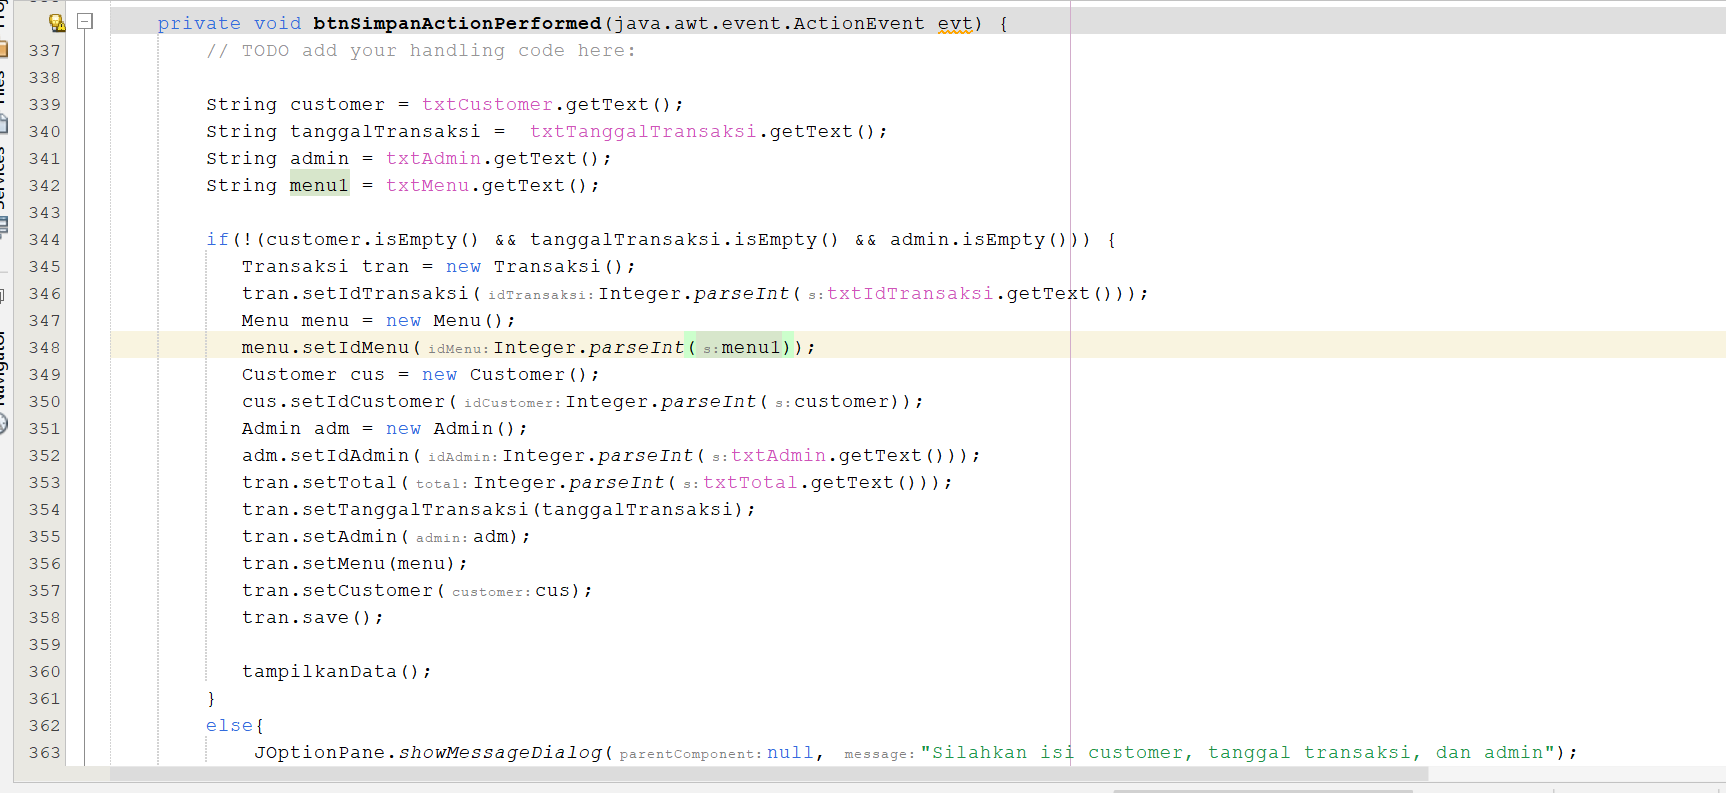 private void btnSimpanActionPerformed(java.awt.event.ActionEvent evt) {
337 // TODO add your handling code here:
338
339 String customer = txtCustomer.getText();
340 String tanggalTransaksi =  txtTanggalTransaksi.getText();
341 String admin = txtAdmin.getText();
342 String menu1 = txtMenu.getText();
343
344 if(!(customer.isEmpty() && tanggalTransaksi.isEmpty() && admin.isEmpty())) {
345 Transaksi tran = new Transaksi();
346 tran.setIdTransaksi( idTransaksi: Integer.parseInt( s: txtIdTransaksi.getText()));
347 Menu menu = new Menu();
348 menu.setIdMenu( idMenu: Integer.parseInt( s: menu1));
349 Customer cus = new Customer();
350 cus.setIdCustomer( idCustomer: Integer.parseInt( s: customer));
351 Admin adm = new Admin();
352 adm.setIdAdmin( idAdmin: Integer.parseInt( s: txtAdmin.getText()));
353 tran.setTotal( total: Integer.parseInt( s: txtTotal.getText()));
354 tran.setTanggalTransaksi(tanggalTransaksi);
355 tran.setAdmin( admin: adm);
356 tran.setMenu(menu);
357 tran.setCustomer( customer: cus);
358 tran.save();
359
360 tampilkanData();
361 }
362 else{
363 JOptionPane.showMessageDialog( parentComponent: null, message: "Silahkan isi customer, tanggal transaksi, dan admin");
Services
Navigator